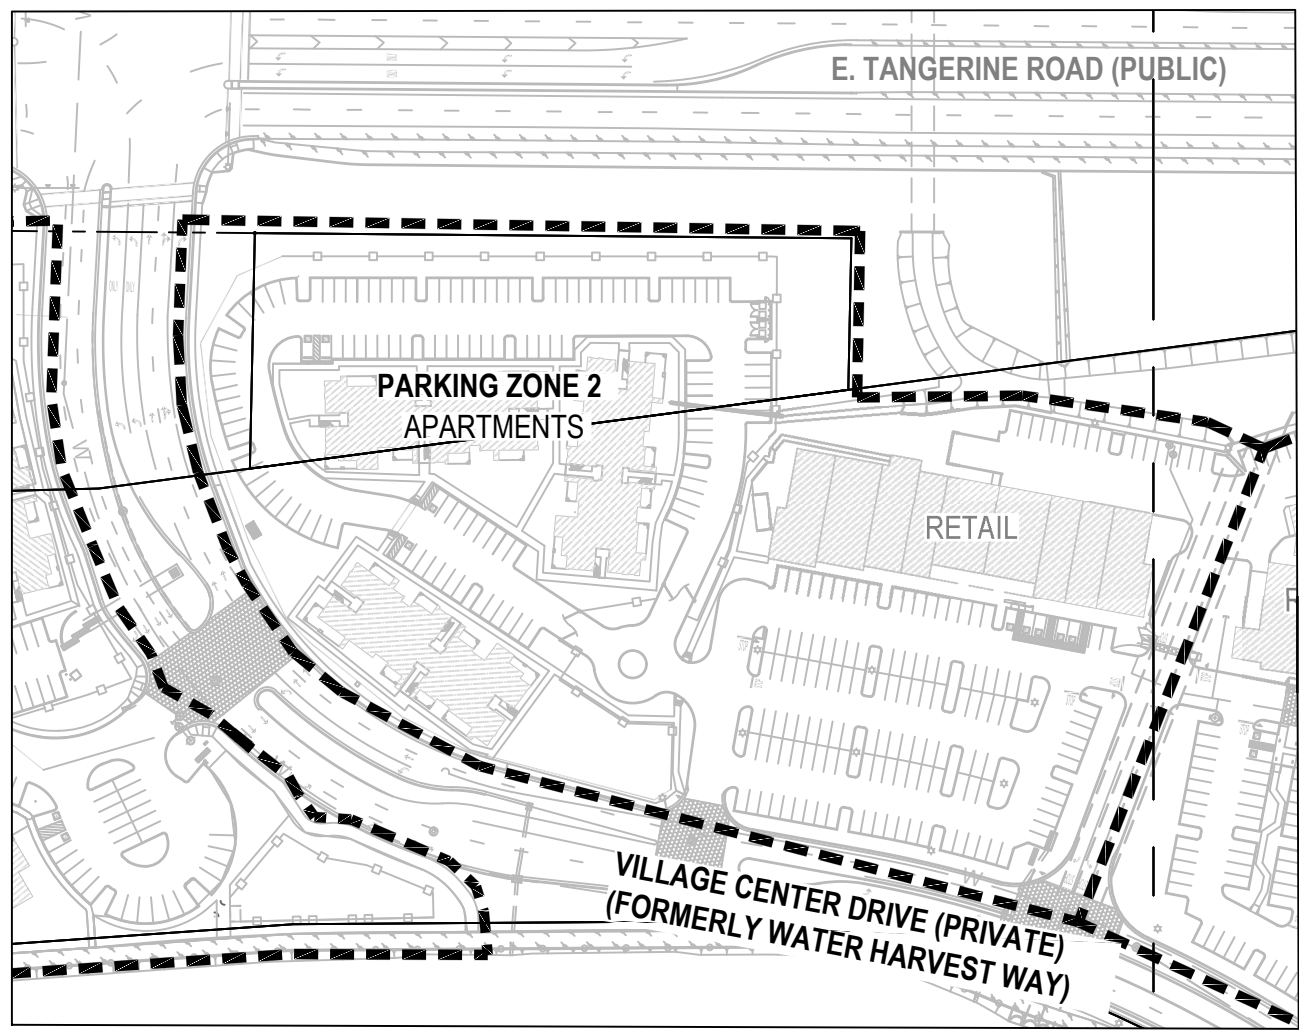 E. TANGERINE ROAD (PUBLIC)
PARKING ZONE 2
APARTMENTS
RETAIL
VILLAGE CENTER DRIVE (PRIVATE)
(FORMERLY WATER HARVEST WAY)